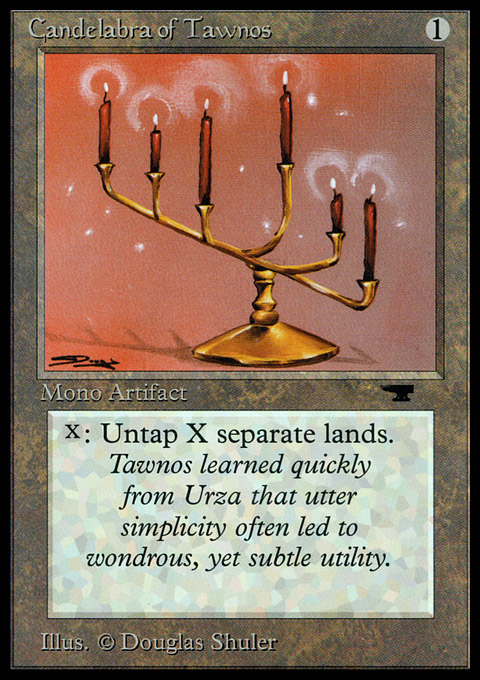 Candelabra of Tawnos 1
Mono Artifact
X: Untap X separate lands.
Tawnos learned quickly
from Urza that utter
simplicity often led to
wondrous, yet subtle utility.
Illus. © Douglas Shuler